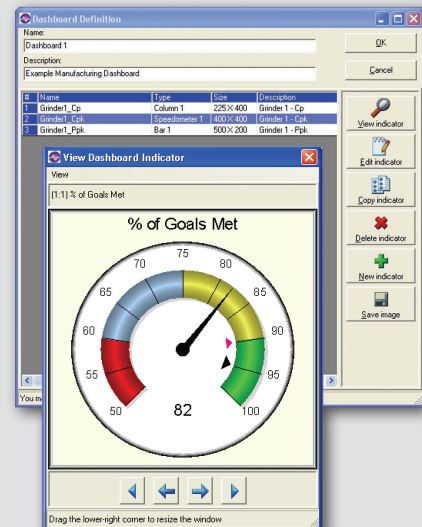 Dashboard Definition
Name:
Dashboard 1
Description:
Example Manufacturing Dashboard
OK
Cancel
# Name Type Size Description
1 Grinder1_Cp Column 1 225 X 400 Grinder 1 - Cp
2 Grinder1_Cpk Speedometer 1 400 X 400 Grinder 1 - Cpk
3 Grinder1_Ppk Bar 1 500 X 200 Grinder 1 - Ppk
View indicator
Edit indicator
Copy indicator
Delete indicator
New indicator
Save image
You ma
View Dashboard Indicator
View
(1:1) % of Goals Met
% of Goals Met
50
55
60
65
70
75
80
85
90
95
100
82
Drag the lower-right corner to resize the window